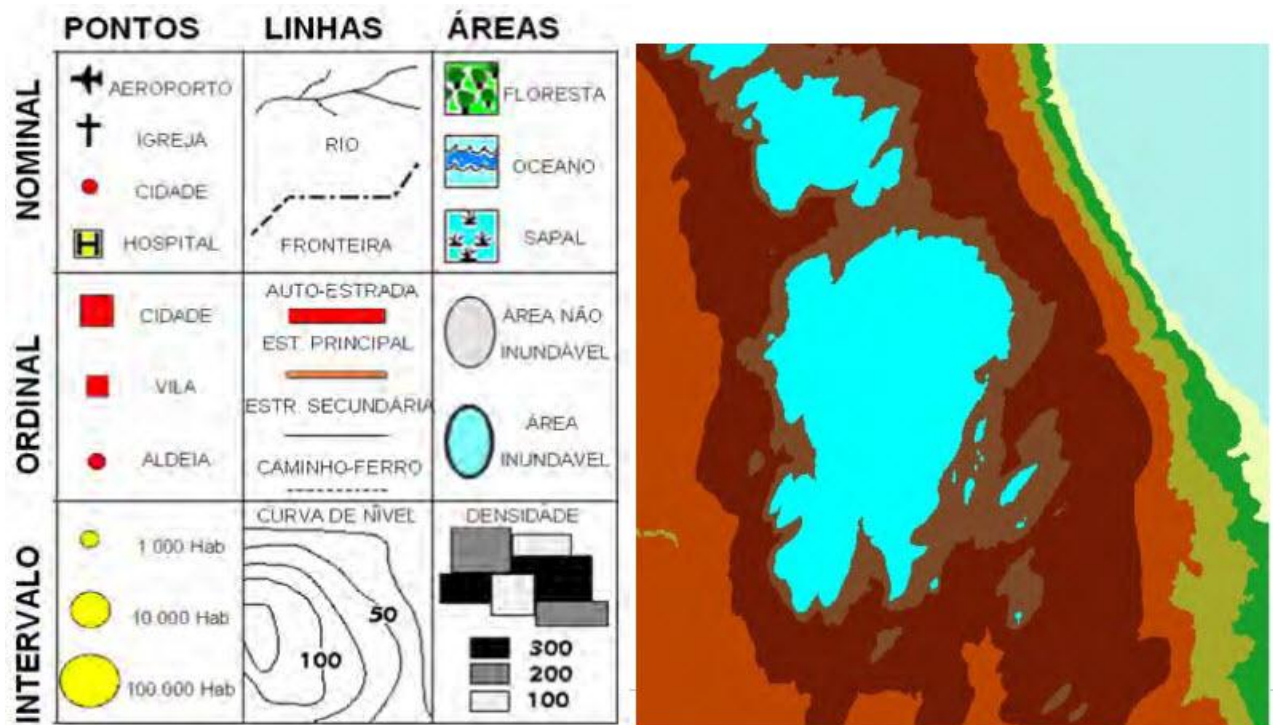 PONTOS LINHAS ÁREAS
NOMINAL
AEROPORTO
IGREJA
CIDADE
H HOSPITAL
RIO
FRONTEIRA
FLORESTA
OCEANO
SAPAL
ORDINAL
CIDADE
VILA
ALDEIA
AUTO-ESTRADA
EST. PRINCIPAL
ESTR. SECUNDÁRIA
CAMINHO-FERRO
ÁREA NÃO
INUNDÁVEL
ÁREA
INUNDAVEL
INTERVALO
1 000 Hab
10.000 Hab
100.000 Hab
CURVA DE NÍVEL
50
100
DENSIDADE
300
200
100